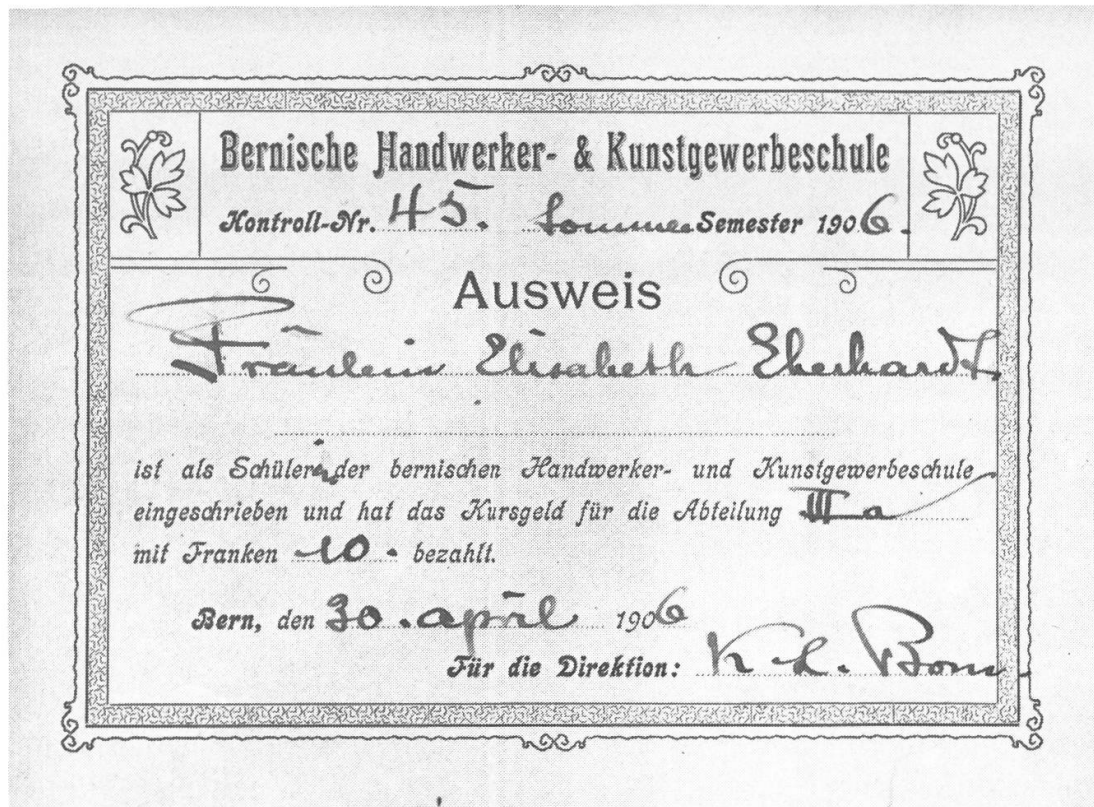 Bernische Handwerker- & Kunstgewerbeschule
Kontroll-Nr. 45. Sommer Semester 1906.
Ausweis
Fräulein Elisabeth Eberhardt
ist als Schülerin der bernischen Handwerker- und Kunstgewerbeschule
eingeschrieben und hat das Kursgeld für die Abteilung IIIa
mit Franken 10.- bezahlt.
Bern, den 30. april 1906
Für die Direktion: K L. Born